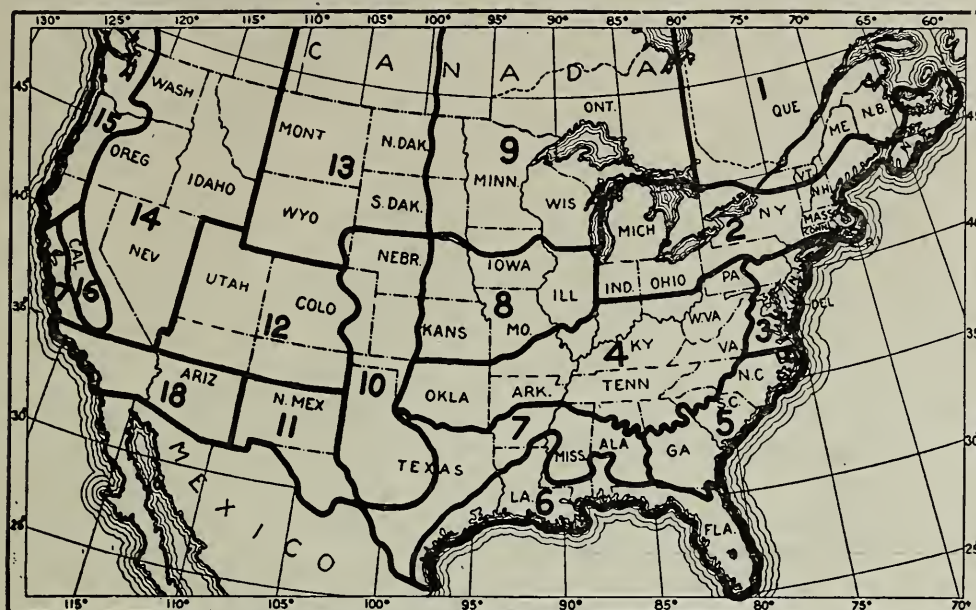 130° 125° 120° 115° 110° 105° 100° 95° 90° 85° 80° 75° 70° 65° 60°
C A N A D A
45
WASH
MONT
N. DAK.
ONT.
1
QUE
ME
N.B.
45
15
OREG
IDAHO
13
9
MINN.
WIS
MICH
VT.
N.H.
40
WYO
S. DAK.
NY
MASS
CONN
2
14
NEV
CAL
16
UTAH
COLO
12
NEBR.
IOWA
8
ILL
IND.
OHIO
PA
DEL
35
KANS
MO.
4
KY
W.VA
VA
3
35
ARIZ
18
N. MEX
11
10
OKLA
ARK.
TENN
N.C
S.C
5
30
7
MISS
ALA
GA
30
TEXAS
LA
6
FLA
M E X I C O
25
25
115° 110° 105° 100° 95° 90° 85° 80° 75° 70°